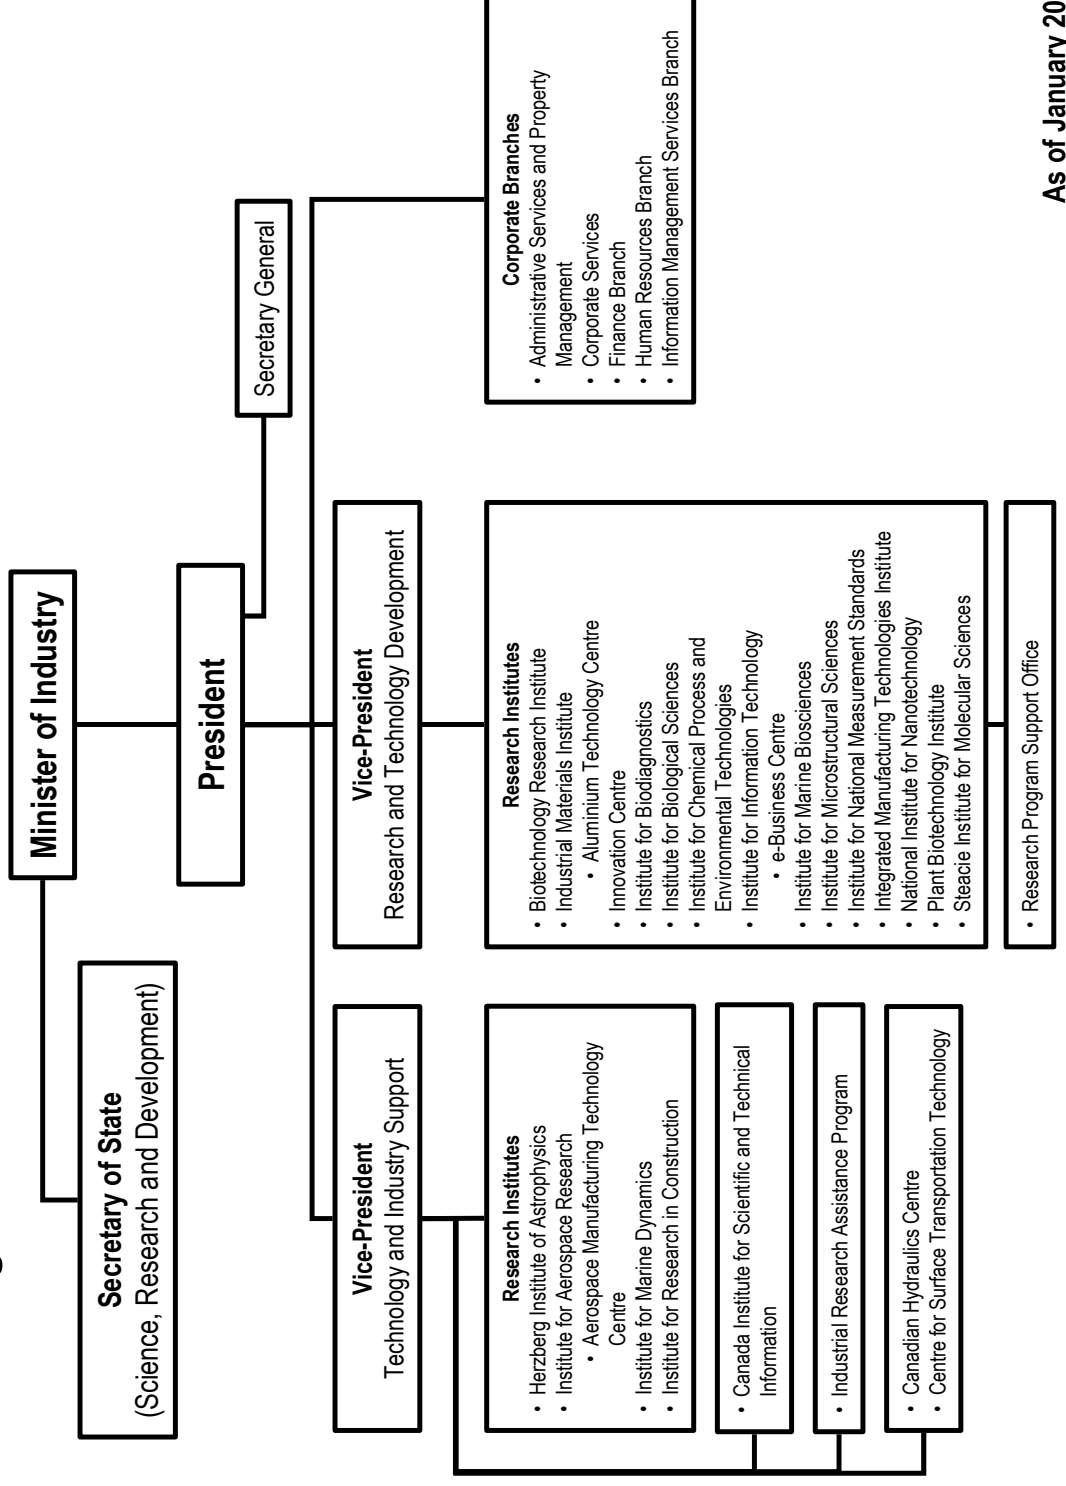 Minister of Industry
Secretary of State
(Science, Research and Development)
President
Secretary General
Vice-President
Technology and Industry Support
Vice-President
Research and Technology Development
Research Institutes
• Herzberg Institute of Astrophysics
• Institute for Aerospace Research
• Aerospace Manufacturing Technology
Centre
• Institute for Marine Dynamics
• Institute for Research in Construction
• Canada Institute for Scientific and Technical
Information
• Industrial Research Assistance Program
• Canadian Hydraulics Centre
• Centre for Surface Transportation Technology
Research Institutes
• Biotechnology Research Institute
• Industrial Materials Institute
• Aluminium Technology Centre
• Innovation Centre
• Institute for Biodiagnostics
• Institute for Biological Sciences
• Institute for Chemical Process and
Environmental Technologies
• Institute for Information Technology
• e-Business Centre
• Institute for Marine Biosciences
• Institute for Microstructural Sciences
• Institute for National Measurement Standards
• Integrated Manufacturing Technologies Institute
• National Institute for Nanotechnology
• Plant Biotechnology Institute
• Steacie Institute for Molecular Sciences
• Research Program Support Office
Corporate Branches
• Administrative Services and Property
Management
• Corporate Services
• Finance Branch
• Human Resources Branch
• Information Management Services Branch
As of January 20